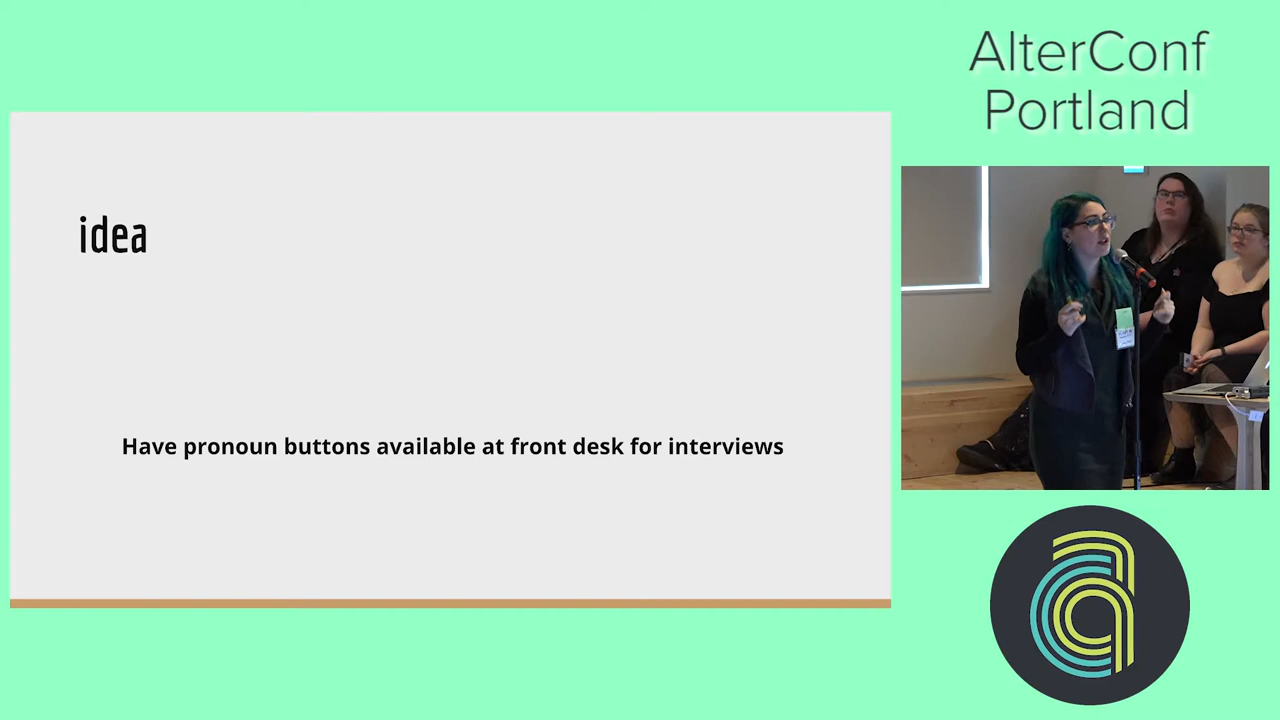 AlterConf
Portland
idea
Have pronoun buttons available at front desk for interviews